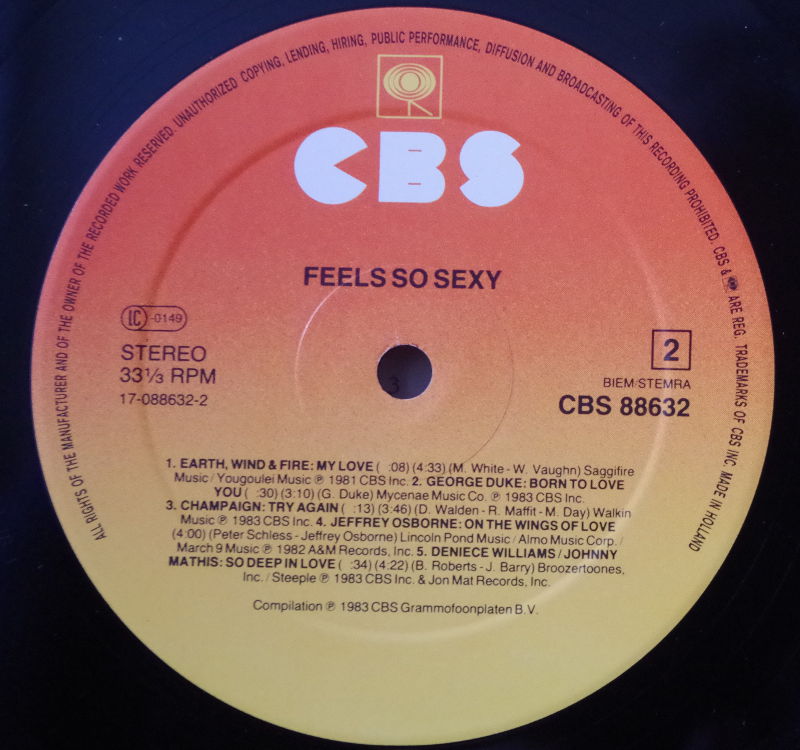 ALL RIGHTS OF THE MANUFACTURER AND OF THE OWNER OF THE RECORDED WORK RESERVED. UNAUTHORIZED COPYING, LENDING, HIRING, PUBLIC PERFORMANCE, DIFFUSION AND BROADCASTING OF THIS RECORDING PROHIBITED. CBS & ARE REG. TRADEMARKS OF CBS INC. MADE IN HOLLAND
CBS
FEELS SO SEXY
LC -0149
STEREO
33⅓ RPM
17-088632-2
3
2
BIEM/STEMRA
CBS 88632
1. EARTH, WIND & FIRE: MY LOVE ( :08) (4:33) (M. White - W. Vaughn) Saggifire
Music / Yougoulei Music ℗ 1981 CBS Inc. 2. GEORGE DUKE: BORN TO LOVE
YOU ( :30) (3:10) (G. Duke) Mycenae Music Co. ℗ 1983 CBS Inc.
3. CHAMPAIGN: TRY AGAIN ( :13) (3:46) (D. Walden - R. Maffit - M. Day) Walkin
Music ℗ 1983 CBS Inc. 4. JEFFREY OSBORNE: ON THE WINGS OF LOVE
(4:00) (Peter Schless - Jeffrey Osborne) Lincoln Pond Music / Almo Music Corp. /
March 9 Music ℗ 1982 A&M Records, Inc. 5. DENIECE WILLIAMS / JOHNNY
MATHIS: SO DEEP IN LOVE ( :34) (4:22) (B. Roberts - J. Barry) Broozertoones,
Inc. / Steeple ℗ 1983 CBS Inc. & Jon Mat Records, Inc.
Compilation ℗ 1983 CBS Grammofoonplaten B.V.